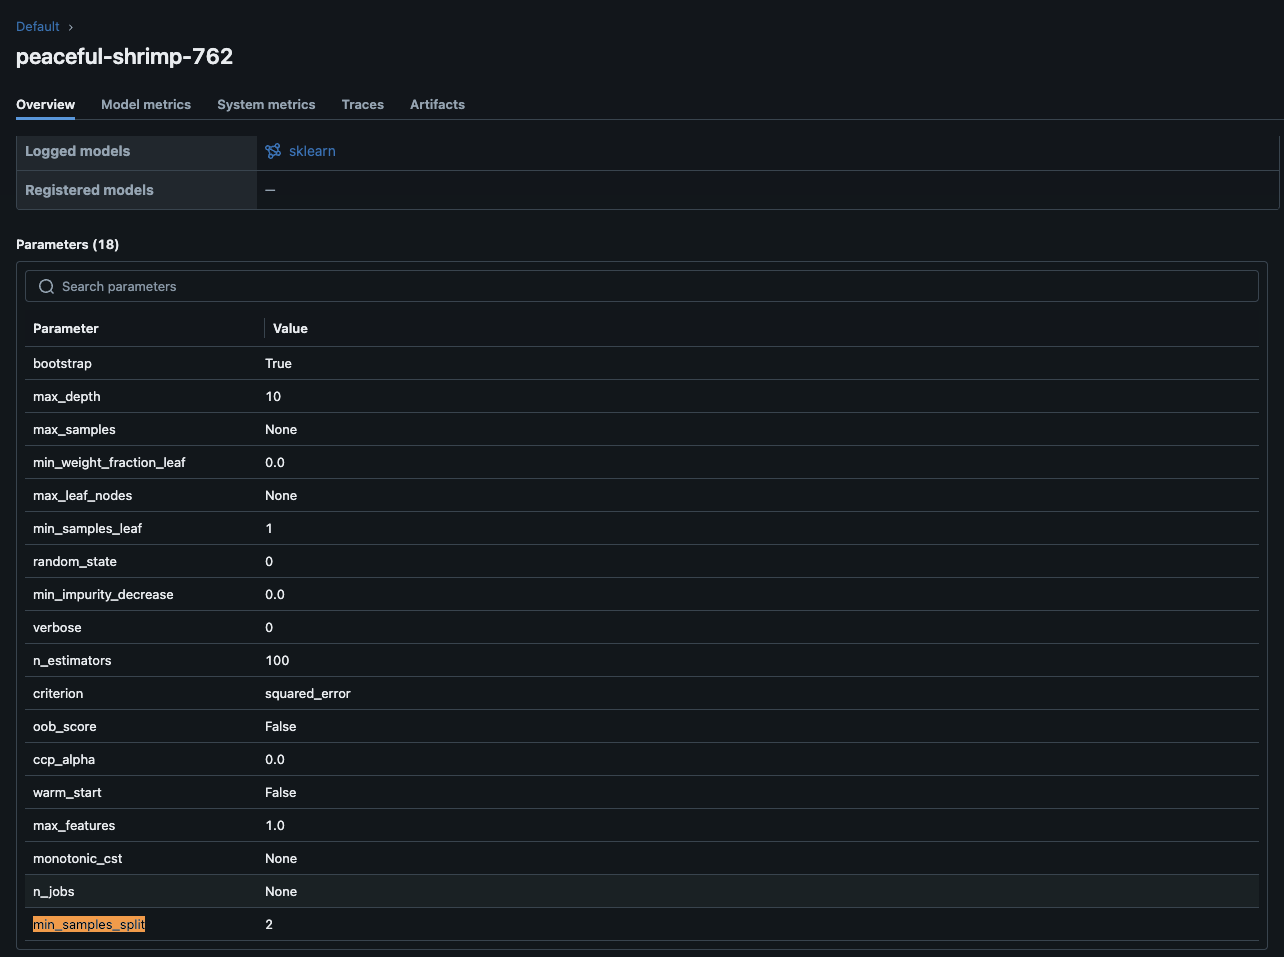 Default ›
peaceful-shrimp-762
Overview Model metrics System metrics Traces Artifacts
Logged models sklearn
Registered models —
Parameters (18)
Search parameters
Parameter Value
bootstrap True
max_depth 10
max_samples None
min_weight_fraction_leaf 0.0
max_leaf_nodes None
min_samples_leaf 1
random_state 0
min_impurity_decrease 0.0
verbose 0
n_estimators 100
criterion squared_error
oob_score False
ccp_alpha 0.0
warm_start False
max_features 1.0
monotonic_cst None
n_jobs None
min_samples_split 2